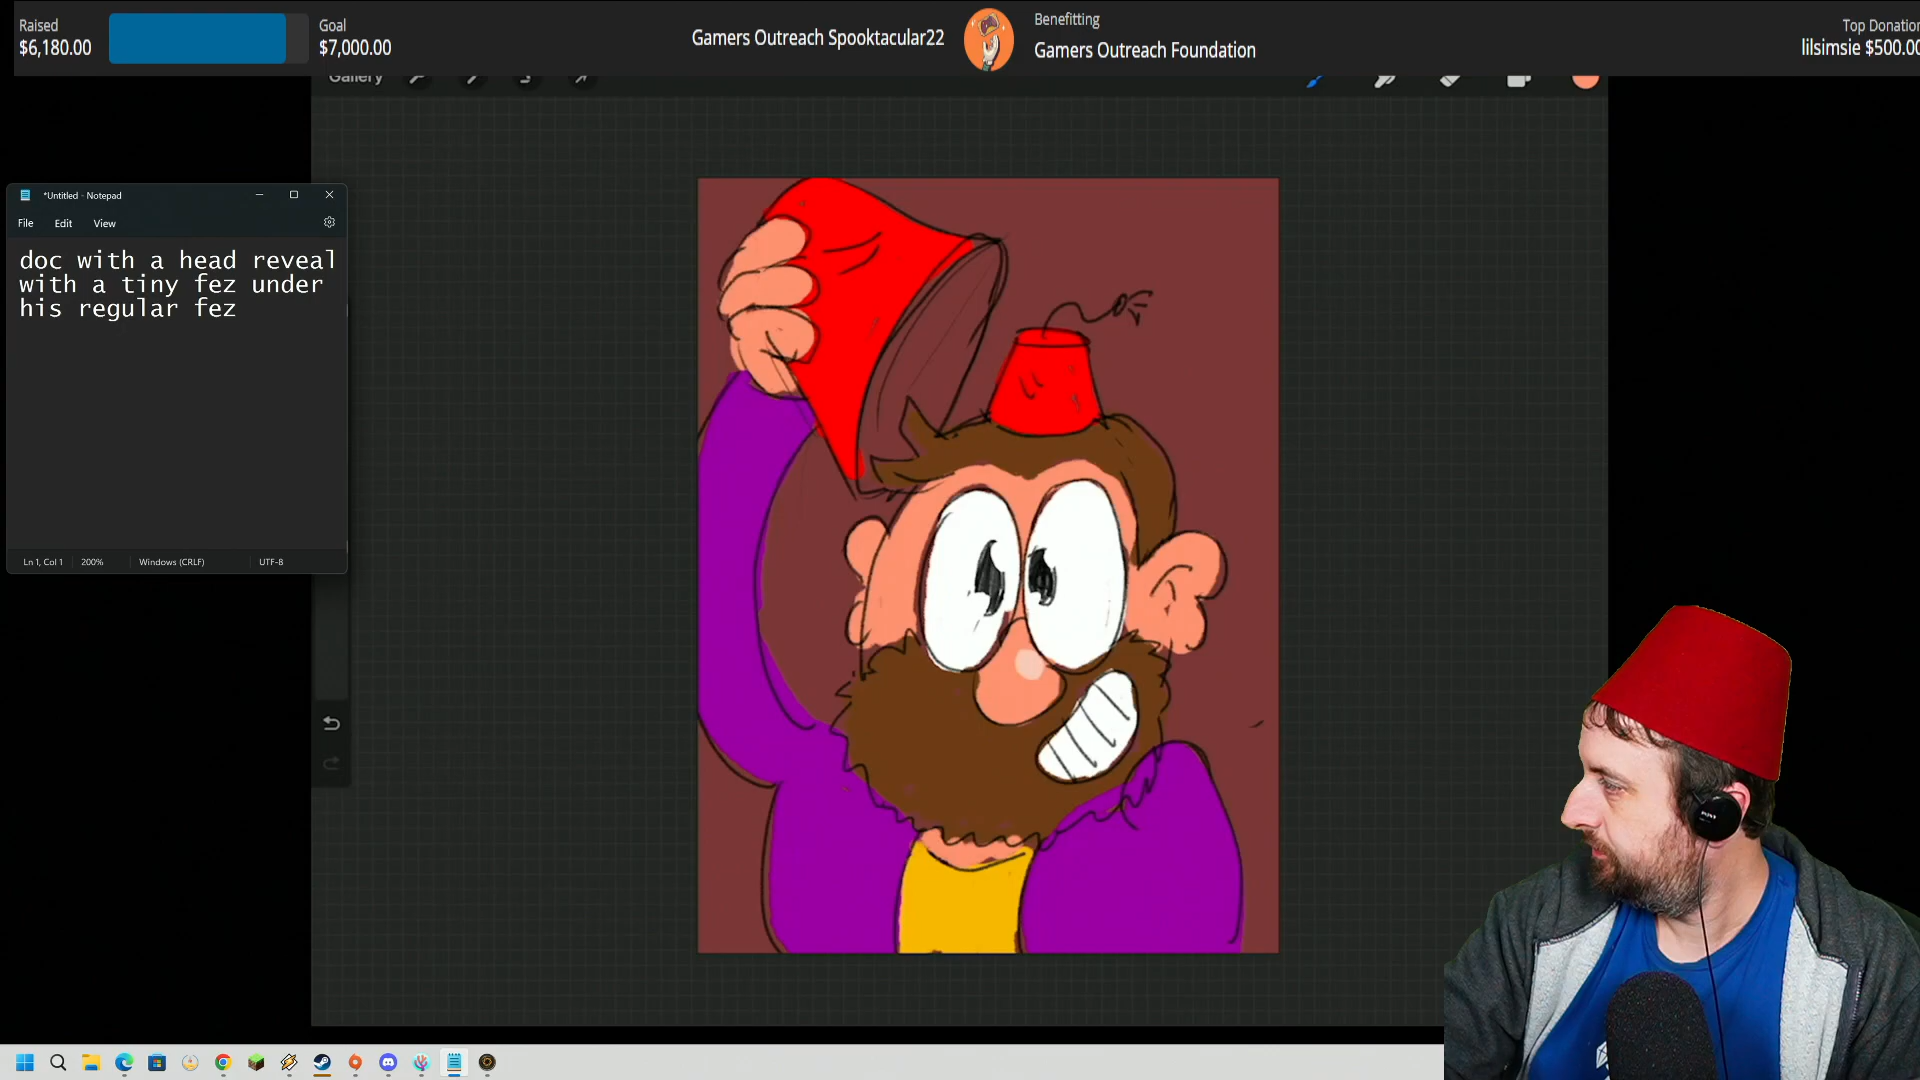 Raised
$6,180.00
Goal
$7,000.00
Gamers Outreach Spooktacular22
Benefitting
Gamers Outreach Foundation
Top Donation
lilsimsie $500.00
Gallery
*Untitled - Notepad
File Edit View
doc with a head reveal
with a tiny fez under
his regular fez
Ln 1, Col 1 200% Windows (CRLF) UTF-8
SONY